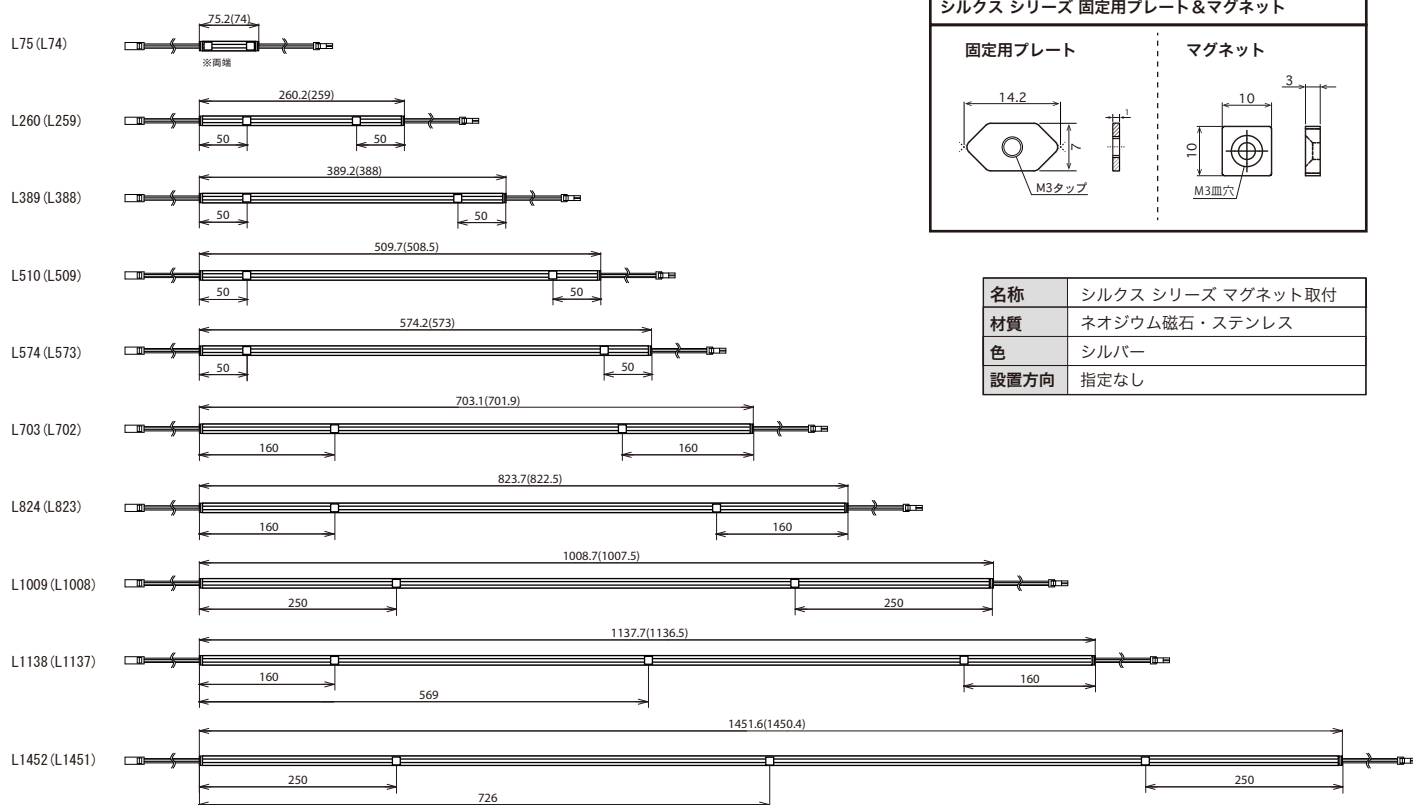 シルクス シリーズ 固定用プレート＆マグネット
固定用プレート
マグネット
14.2
1
7
M3タップ
3
10
10
M3皿穴
名称 シルクス シリーズ マグネット取付
材質 ネオジウム磁石・ステンレス
色 シルバー
設置方向 指定なし
75.2(74)
L75(L74)
※両端
260.2(259)
L260(L259)
50 50
389.2(388)
L389(L388)
50 50
509.7(508.5)
L510(L509)
50 50
574.2(573)
L574(L573)
50 50
703.1(701.9)
L703(L702)
160 160
823.7(822.5)
L824(L823)
160 160
1008.7(1007.5)
L1009(L1008)
250 250
1137.7(1136.5)
L1138(L1137)
160 160
569
1451.6(1450.4)
L1452(L1451)
250 250
726